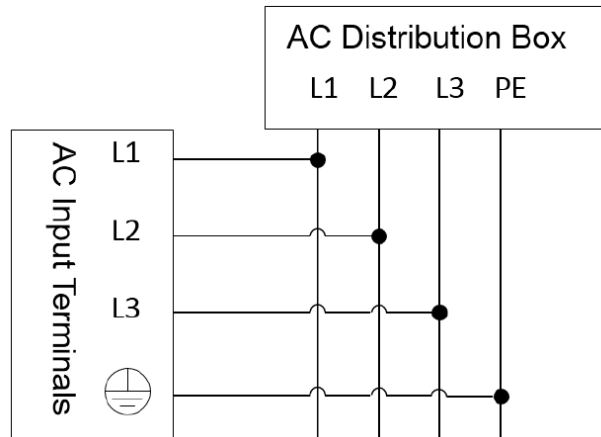 AC Distribution Box
L1 L2 L3 PE
AC Input Terminals
L1
L2
L3